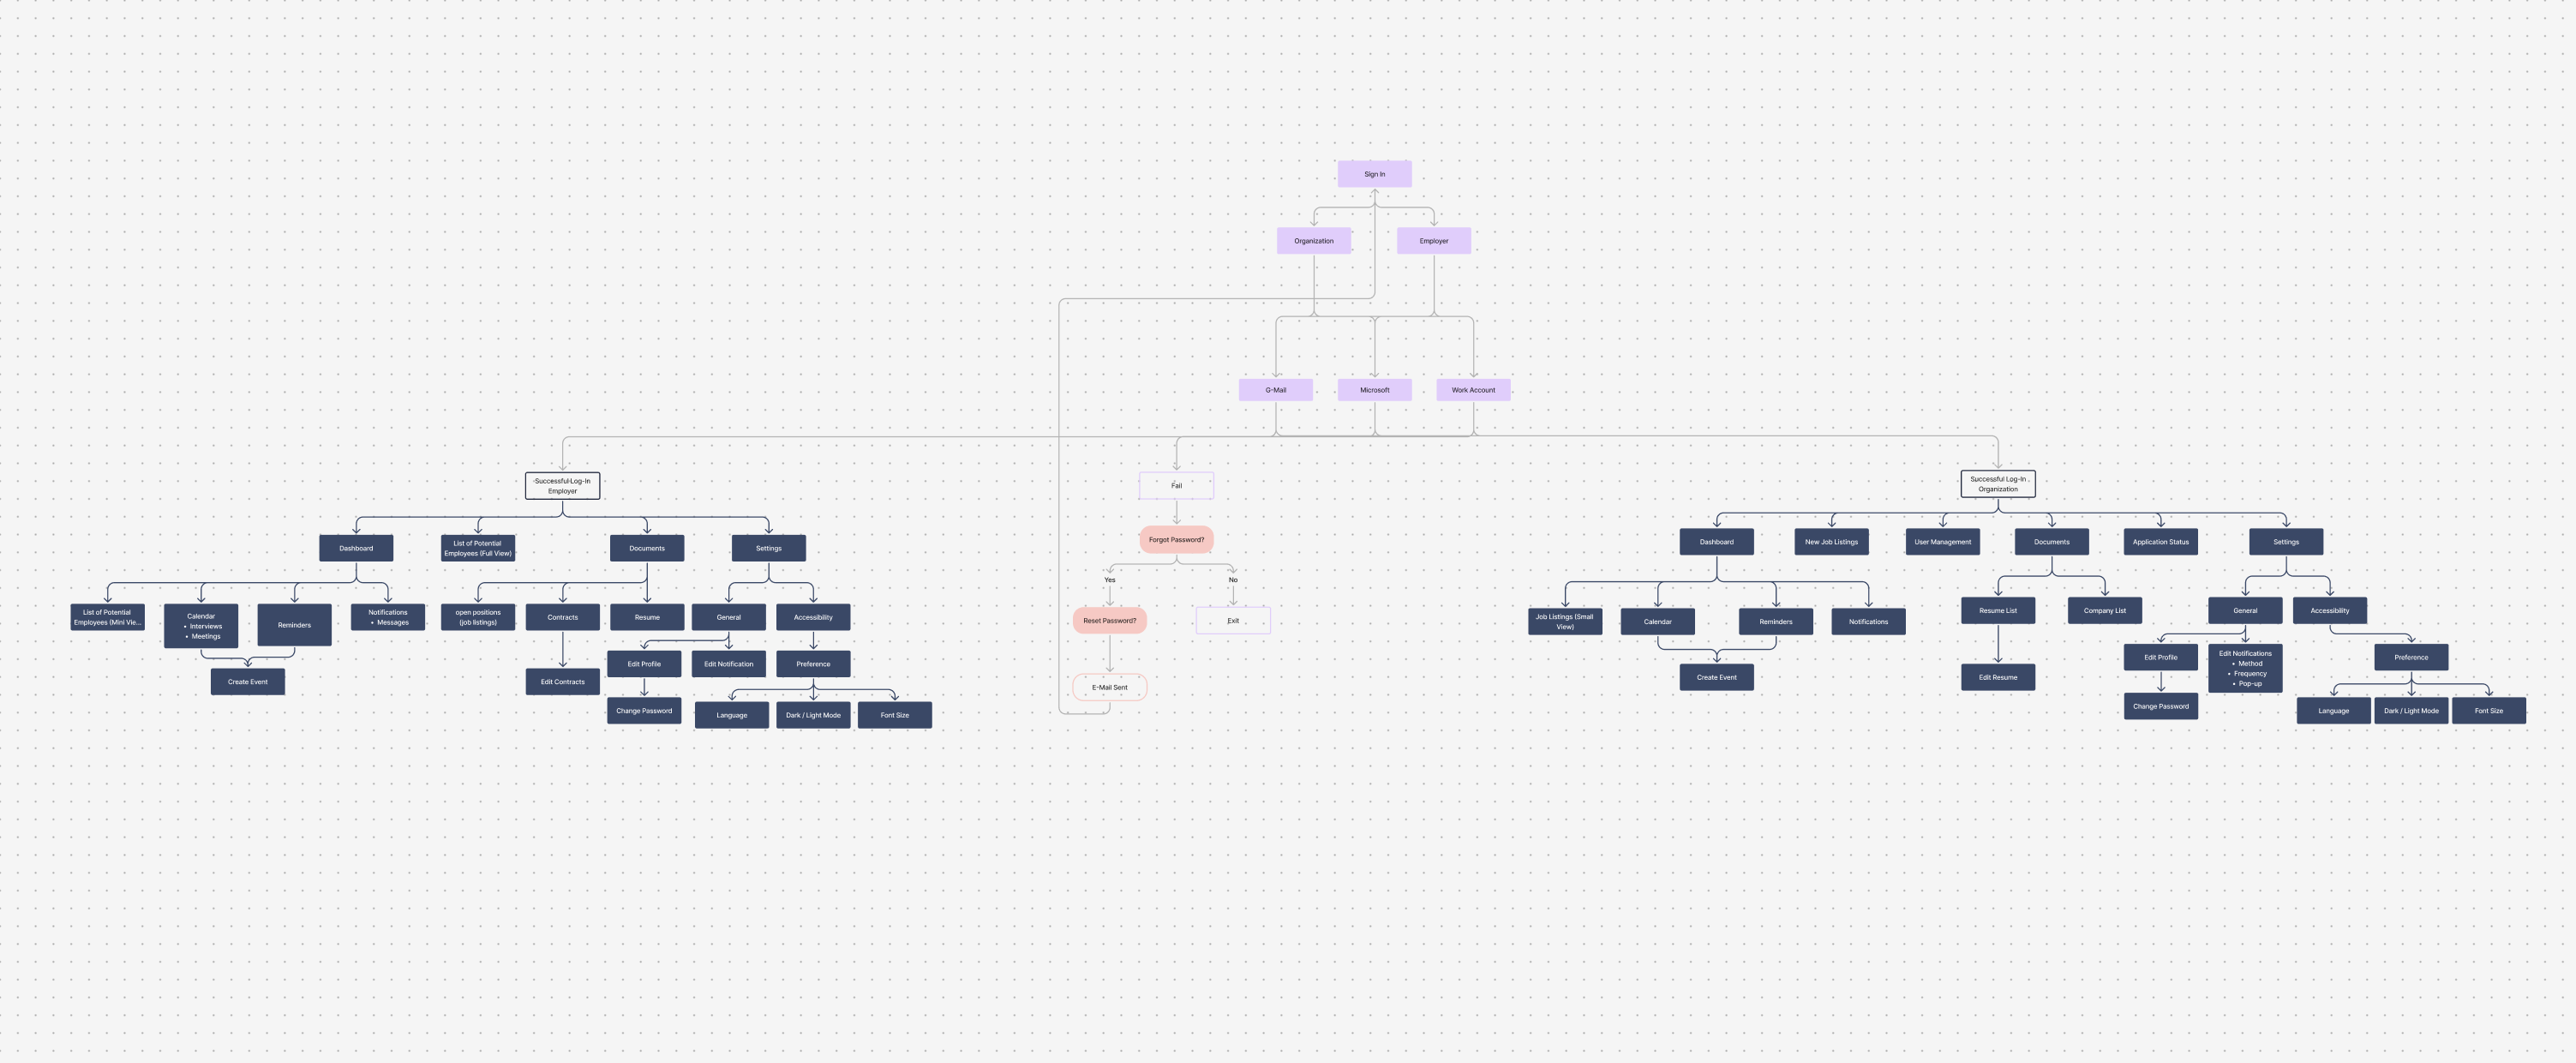 Sign In
Organization
Employer
G-Mail
Microsoft
Work Account
Successful Log-In
Employer
Fail
Successful Log-In
Organization
Dashboard
List of Potential
Employees (Full View)
Documents
Settings
Forgot Password?
Dashboard
New Job Listings
User Management
Documents
Application Status
Settings
Yes
No
List of Potential
Employees (Mini Vie...
Calendar
• Interviews
• Meetings
Reminders
Notifications
• Messages
open positions
(job listings)
Contracts
Resume
General
Accessibility
Reset Password?
Exit
Job Listings (Small
View)
Calendar
Reminders
Notifications
Resume List
Company List
General
Accessibility
Create Event
Edit Contracts
Edit Profile
Edit Notification
Preference
E-Mail Sent
Create Event
Edit Resume
Edit Profile
Edit Notifications
• Method
• Frequency
• Pop-up
Preference
Change Password
Language
Dark / Light Mode
Font Size
Change Password
Language
Dark / Light Mode
Font Size